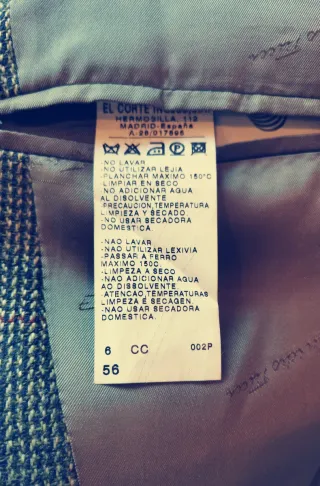 EL CORTE INGLES, S.A.
HERMOSILLA, 112
MADRID-España
A-28/017895
-NO LAVAR
-NO UTILIZAR LEJIA
-PLANCHAR MAXIMO 150°C
-LIMPIAR EN SECO
-NO ADICIONAR AGUA
AL DISOLVENTE
-PRECAUCION, TEMPERATURA
LIMPIEZA Y SECADO
-NO USAR SECADORA
DOMESTICA
-NAO LAVAR
-NAO UTILIZAR LEXIVIA
-PASSAR A FERRO
MAXIMO 150C.
-LIMPEZA A SECO
-NAO ADICIONAR AGUA
AO DISOLVENTE
-ATENCAO, TEMPERATURAS
LIMPEZA É SECAGEN.
-NAO USAR SECADORA
DOMESTICA.
6 CC 002P
56